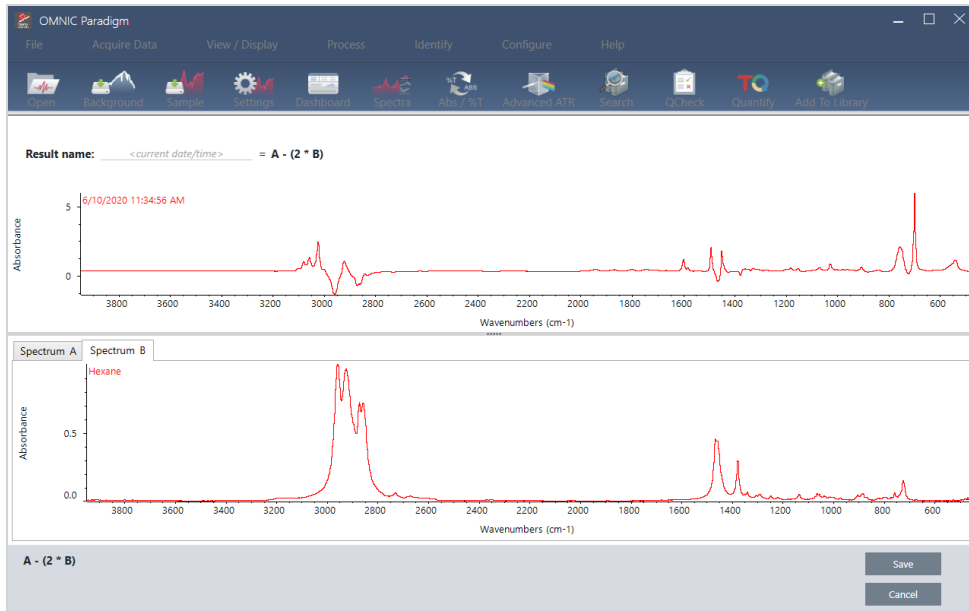 OMNIC Paradigm
File Acquire Data View / Display Process Identify Configure Help
Open Background Sample Settings Dashboard Spectra Abs / %T Advanced ATR Search QCheck Quantify Add To Library
%T ABS TQ
Result name: <current date/time> = A - (2 * B)
6/10/2020 11:34:56 AM
Absorbance
5
0
3800 3600 3400 3200 3000 2800 2600 2400 2200 2000 1800 1600 1400 1200 1000 800 600
Wavenumbers (cm-1)
Spectrum A Spectrum B
Hexane
Absorbance
0.5
0.0
3800 3600 3400 3200 3000 2800 2600 2400 2200 2000 1800 1600 1400 1200 1000 800 600
Wavenumbers (cm-1)
A - (2 * B)
Save
Cancel